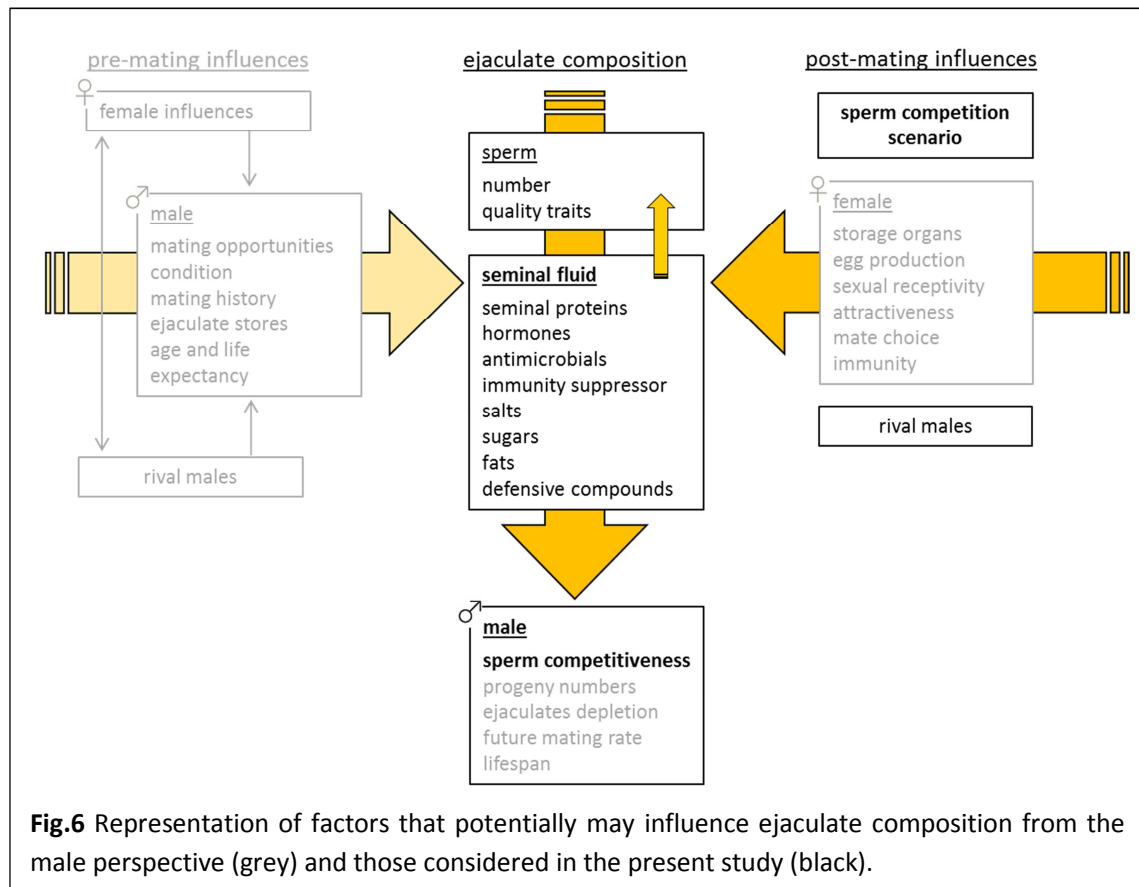 pre-mating influences
female influences
♂
male
mating opportunities
condition
mating history
ejaculate stores
age and life
expectancy
rival males
ejaculate composition
sperm
number
quality traits
seminal fluid
seminal proteins
hormones
antimicrobials
immunity suppressor
salts
sugars
fats
defensive compounds
♂
male
sperm competitiveness
progeny numbers
ejaculates depletion
future mating rate
lifespan
post-mating influences
sperm competition
scenario
♀
female
storage organs
egg production
sexual receptivity
attractiveness
mate choice
immunity
rival males
Fig.6 Representation of factors that potentially may influence ejaculate composition from the
male perspective (grey) and those considered in the present study (black).